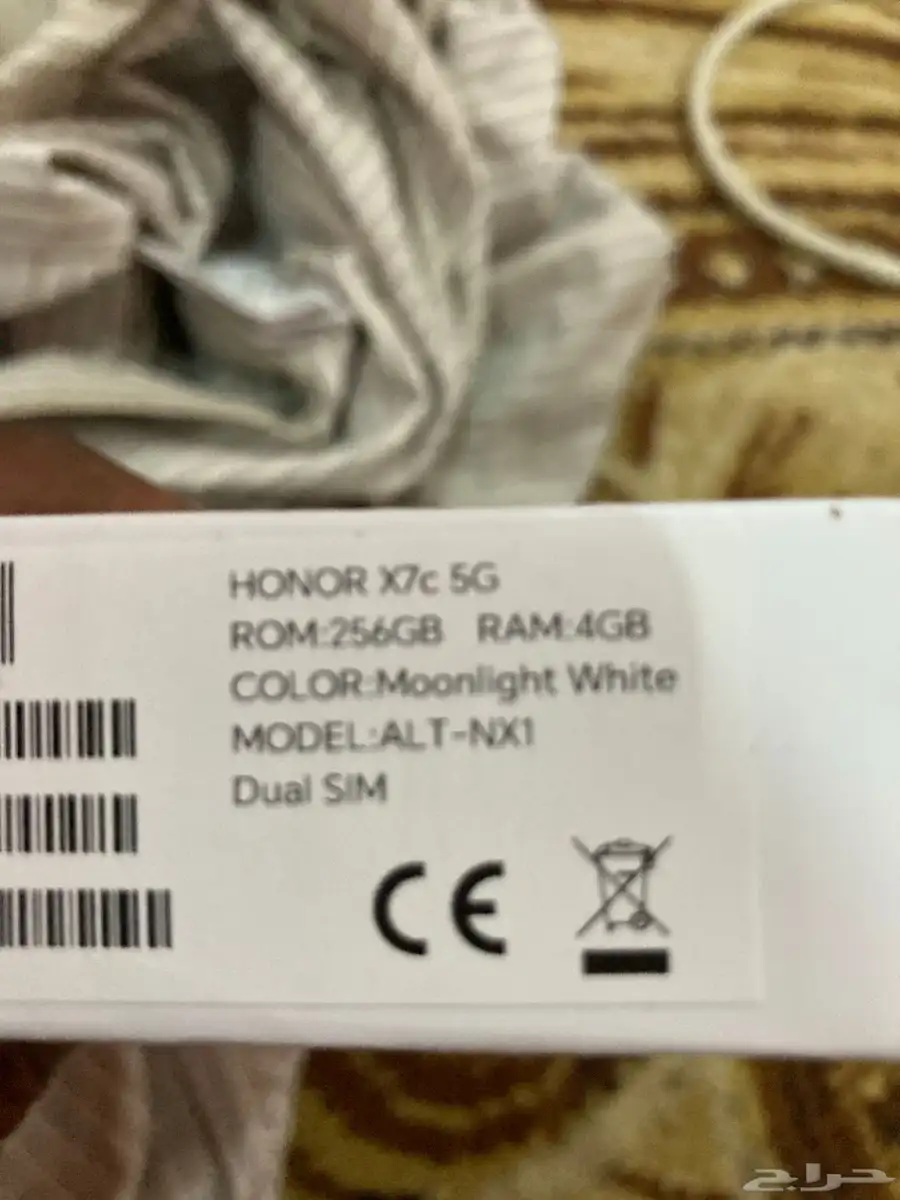 HONOR X7c 5G
ROM:256GB RAM:4GB
COLOR:Moonlight White
MODEL:ALT-NX1
Dual SIM
CE
حراج